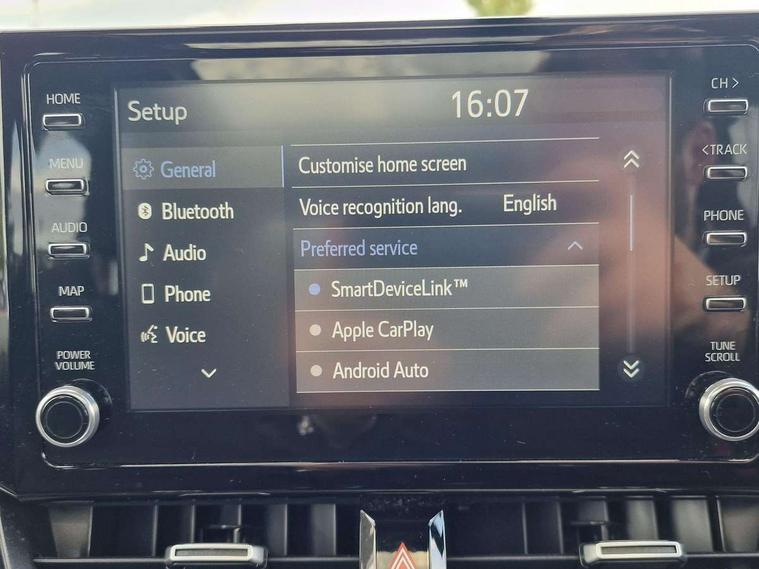 HOME
MENU
AUDIO
MAP
POWER
VOLUME
Setup
16:07
General
Bluetooth
Audio
Phone
Voice
Customise home screen
Voice recognition lang. English
Preferred service
SmartDeviceLink™
Apple CarPlay
Android Auto
CH >
<TRACK
PHONE
SETUP
TUNE
SCROLL